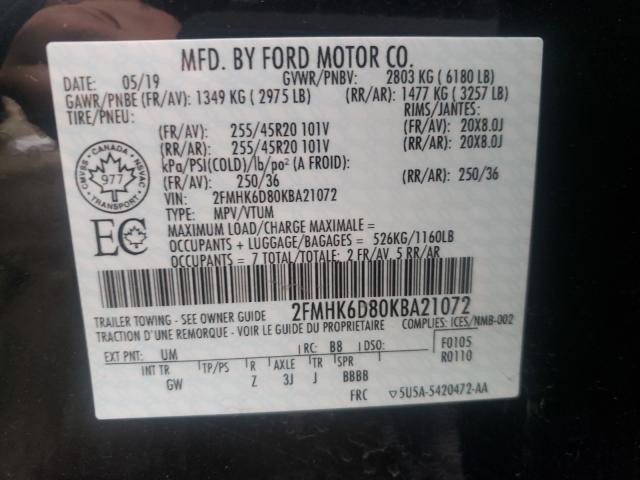 MFD. BY FORD MOTOR CO.
DATE: 05/19 GVWR/PNBV: 2803 KG ( 6180 LB)
GAWR/PNBE (FR/AV): 1349 KG ( 2975 LB) (RR/AR): 1477 KG ( 3257 LB)
TIRE/PNEU: RIMS/JANTES:
(FR/AV) 255/45R20 101V (FR/AV): 20X8.0J
(RR/AR) 255/45R20 101V (RR/AR): 20X8.0J
kPa/PSI(COLD)/lb/po² (A FROID):
(FR/AV) 250/36 (RR/AR): 250/36
CMVSS - CANADA - NSVAC
977
TRANSPORT
VIN: 2FMHK6D80KBA21072
TYPE: MPV/VTUM
EC
MAXIMUM LOAD/CHARGE MAXIMALE =
OCCUPANTS + LUGGAGE/BAGAGES = 526KG/1160LB
OCCUPANTS = 7 TOTAL/TOTALE: 2 FR/AV, 5 RR/AR
TRAILER TOWING - SEE OWNER GUIDE 2FMHK6D80KBA21072
TRACTION D'UNE REMORQUE - VOIR LE GUIDE DU PROPRIETAIRE COMPLIES: ICES/NMB-002
EXT PNT: UM RC: B8 DSO: F0105
INT TR TP/PS R AXLE TR SPR R0110
GW Z 3J J BBBB
FRC ▽5U5A-5420472-AA